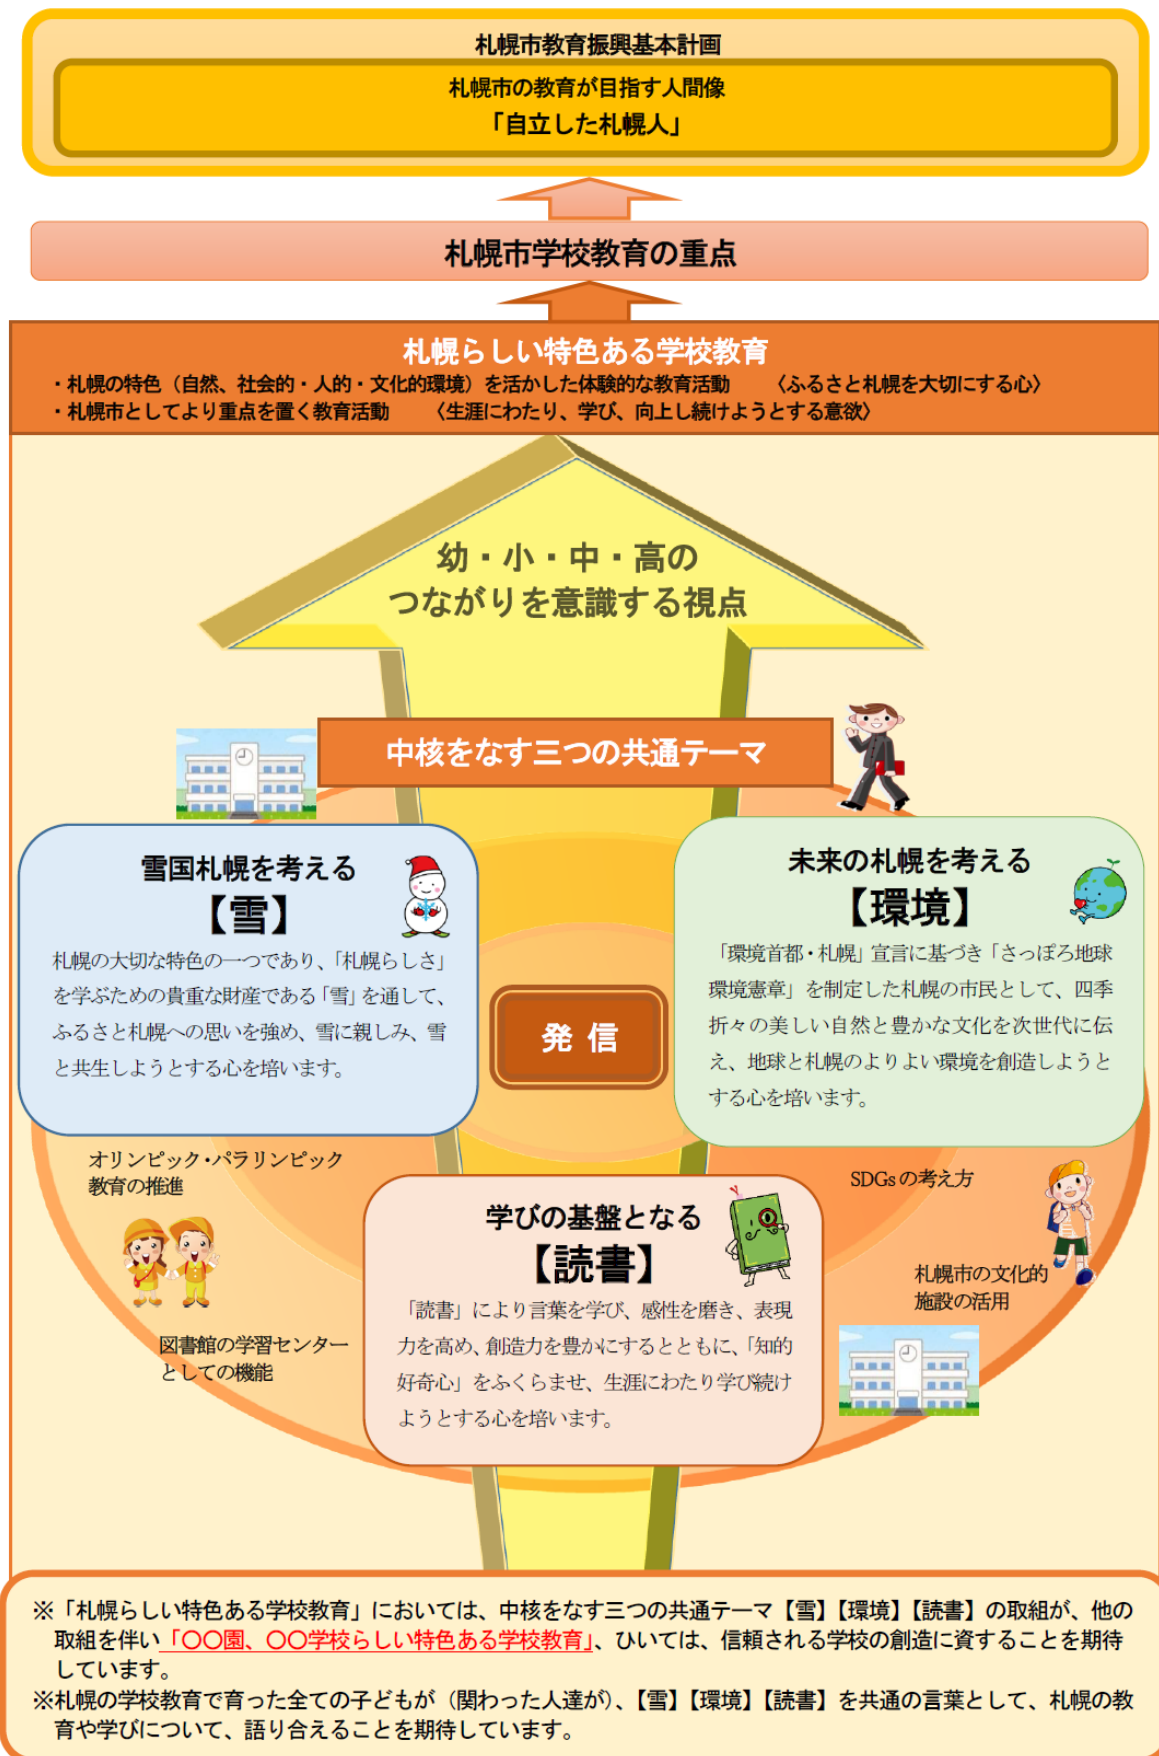 札幌市教育振興基本計画
札幌市の教育が目指す人間像
「自立した札幌人」
札幌市学校教育の重点
札幌らしい特色ある学校教育
・札幌の特色（自然、社会的・人的・文化的環境）を活かした体験的な教育活動　〈ふるさと札幌を大切にする心〉
・札幌市としてより重点を置く教育活動　〈生涯にわたり、学び、向上し続けようとする意欲〉
幼・小・中・高の
つながりを意識する視点
中核をなす三つの共通テーマ
雪国札幌を考える
【雪】
札幌の大切な特色の一つであり、「札幌らしさ」
を学ぶための貴重な財産である「雪」を通して、
ふるさと札幌への思いを強め、雪に親しみ、雪
と共生しようとする心を培います。
未来の札幌を考える
【環境】
「環境首都・札幌」宣言に基づき「さっぽろ地球
環境憲章」を制定した札幌の市民として、四季
折々の美しい自然と豊かな文化を次世代に伝
え、地球と札幌のよりよい環境を創造しようと
する心を培います。
発信
オリンピック・パラリンピック
教育の推進
図書館の学習センター
としての機能
学びの基盤となる
【読書】
「読書」により言葉を学び、感性を磨き、表現
力を高め、創造力を豊かにするとともに、「知的
好奇心」をふくらませ、生涯にわたり学び続け
ようとする心を培います。
SDGsの考え方
札幌市の文化的
施設の活用
※「札幌らしい特色ある学校教育」においては、中核をなす三つの共通テーマ【雪】【環境】【読書】の取組が、他の
取組を伴い「〇〇園、〇〇学校らしい特色ある学校教育」、ひいては、信頼される学校の創造に資することを期待
しています。
※札幌の学校教育で育った全ての子どもが（関わった人達が）、【雪】【環境】【読書】を共通の言葉として、札幌の教
育や学びについて、語り合えることを期待しています。